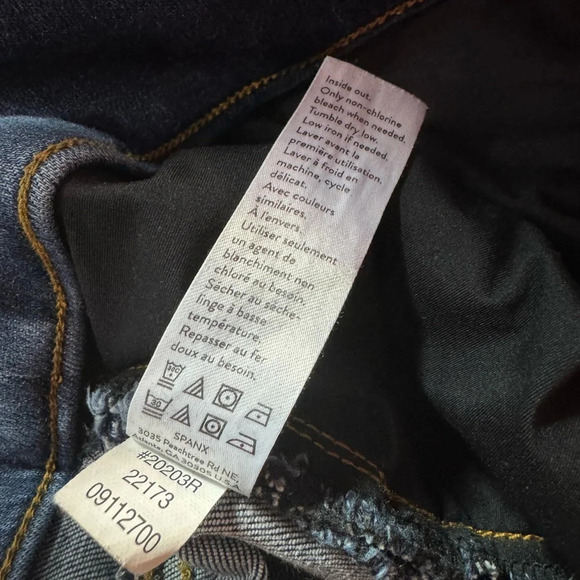 Inside out.
Only non-chlorine
bleach when needed.
Tumble dry low.
Low iron if needed.
Laver avant la
première utilisation.
Laver à froid en
machine, cycle
délicat.
Avec couleurs
similaires.
À l'envers.
Utiliser seulement
un agent de
blanchiment non
chloré au besoin.
Sécher au sèche-
linge à basse
température.
Repasser au fer
doux au besoin.
30
SPANX
3035 Peachtree Rd NE,
Atlanta, GA 30305 U.S.A.
#20203R
22173
09112700